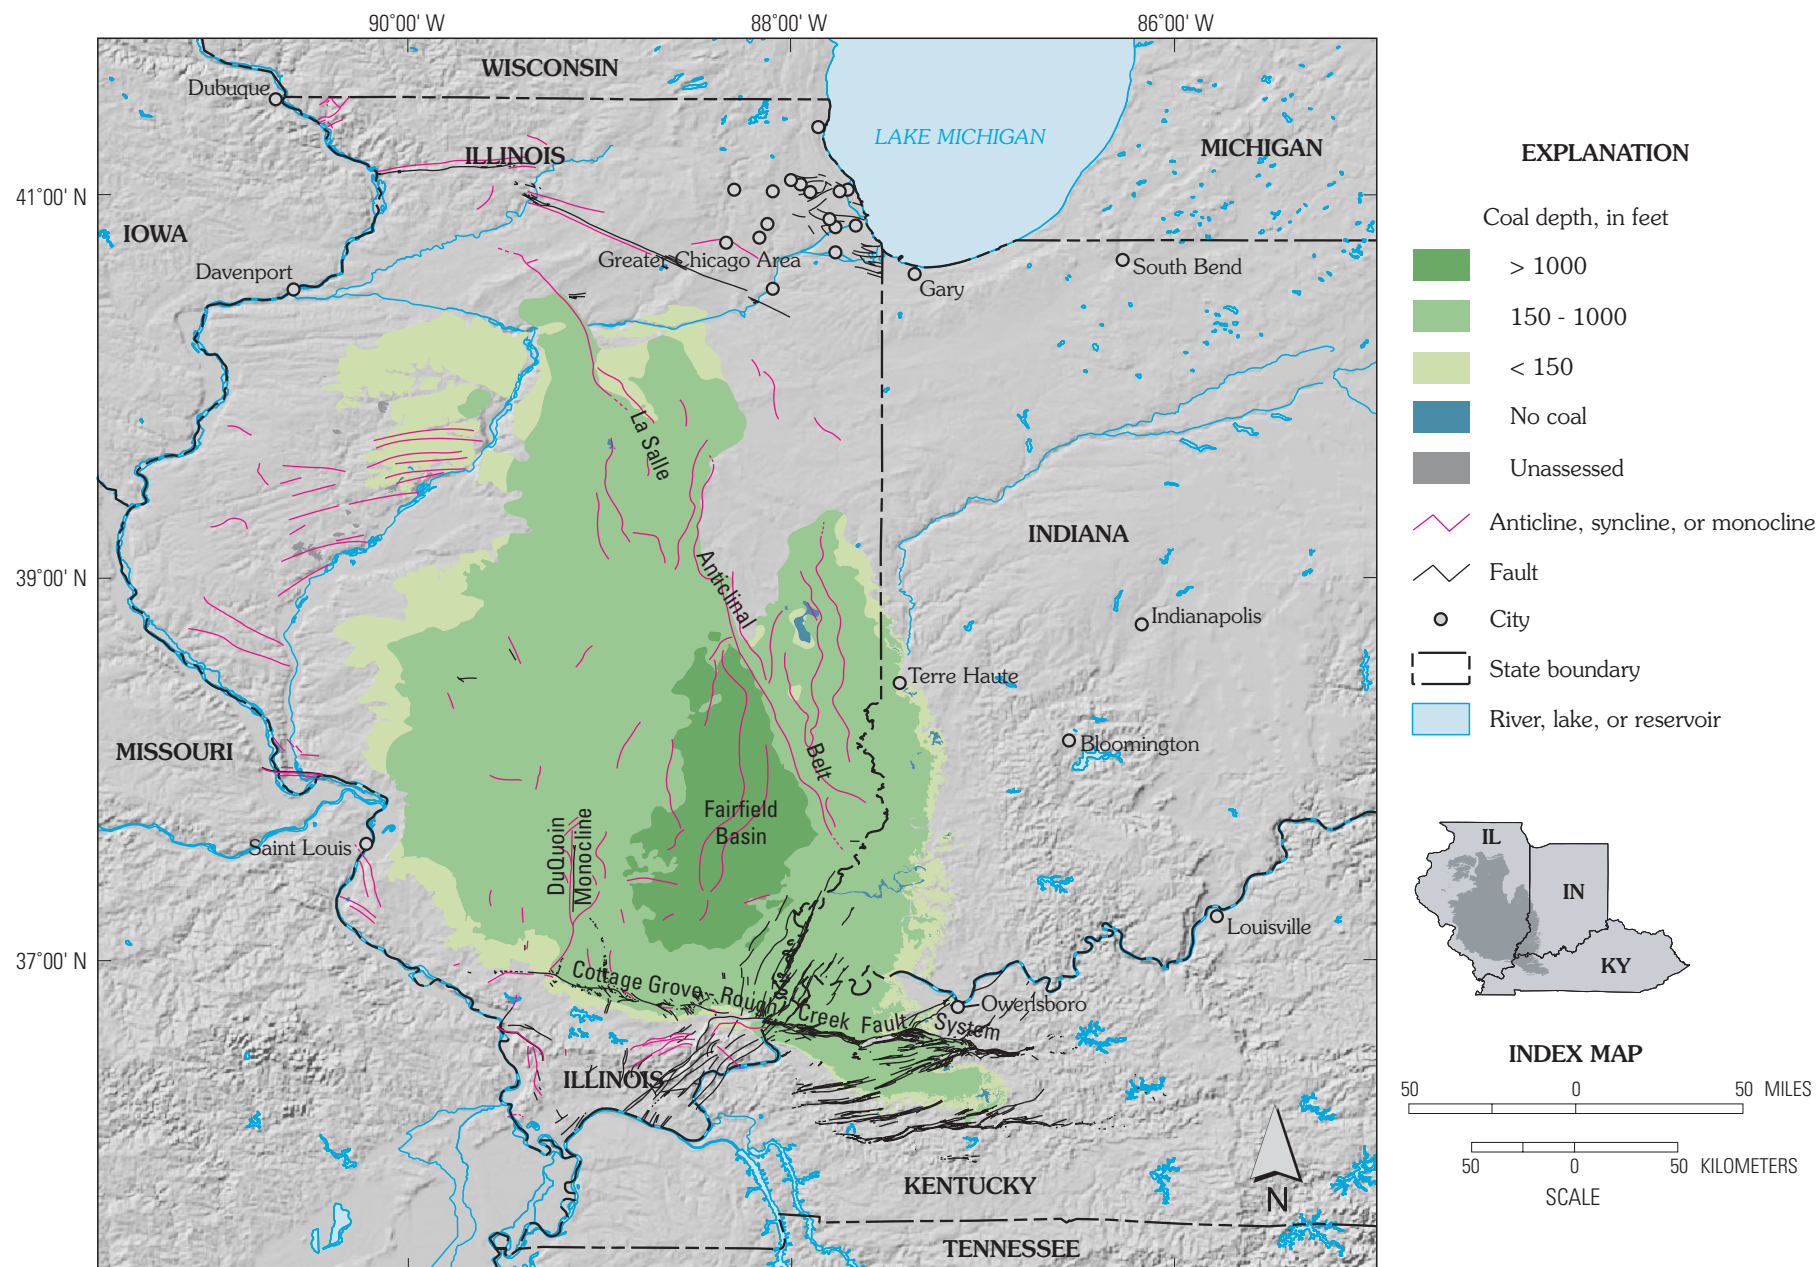 90°00' W
88°00' W
86°00' W
WISCONSIN
Dubuque
LAKE MICHIGAN
ILLINOIS
MICHIGAN
41°00' N
IOWA
Davenport
Greater Chicago Area
South Bend
Gary
La Salle
Anticlinal
Belt
INDIANA
39°00' N
Indianapolis
Terre Haute
MISSOURI
Bloomington
Fairfield
Basin
DuQuoin
Monocline
Saint Louis
Louisville
37°00' N
Cottage Grove
Rough
Creek Fault
System
Owensboro
ILLINOIS
KENTUCKY
N
TENNESSEE
EXPLANATION
Coal depth, in feet
> 1000
150 - 1000
< 150
No coal
Unassessed
Anticline, syncline, or monocline
Fault
City
State boundary
River, lake, or reservoir
IL
IN
KY
INDEX MAP
50 0 50 MILES
50 0 50 KILOMETERS
SCALE